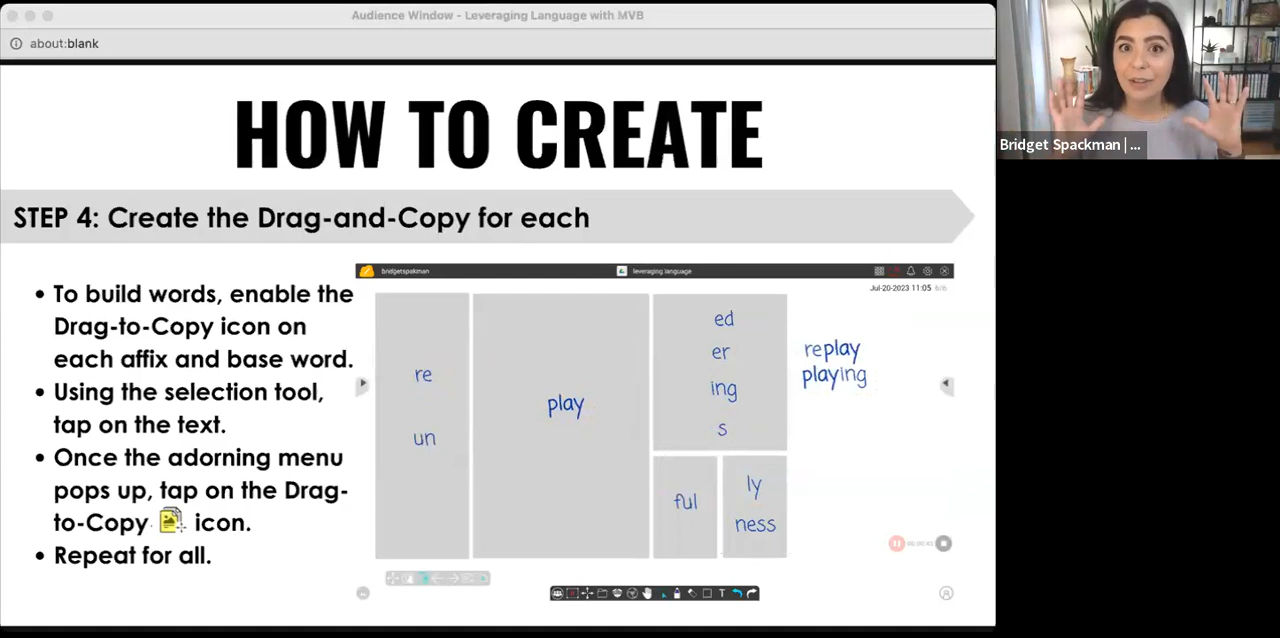 Audience Window - Leveraging Language with MVB
about:blank
HOW TO CREATE
STEP 4: Create the Drag-and-Copy for each
• To build words, enable the
Drag-to-Copy icon on
each affix and base word.
• Using the selection tool,
tap on the text.
• Once the adorning menu
pops up, tap on the Drag-
to-Copy icon.
• Repeat for all.
bridgetspakman
leveraging language
Jul-20-2023 11:05 6/6
re
un
play
ed
er
ing
s
ful
ly
ness
replay
playing
T
Bridget Spackman | ...